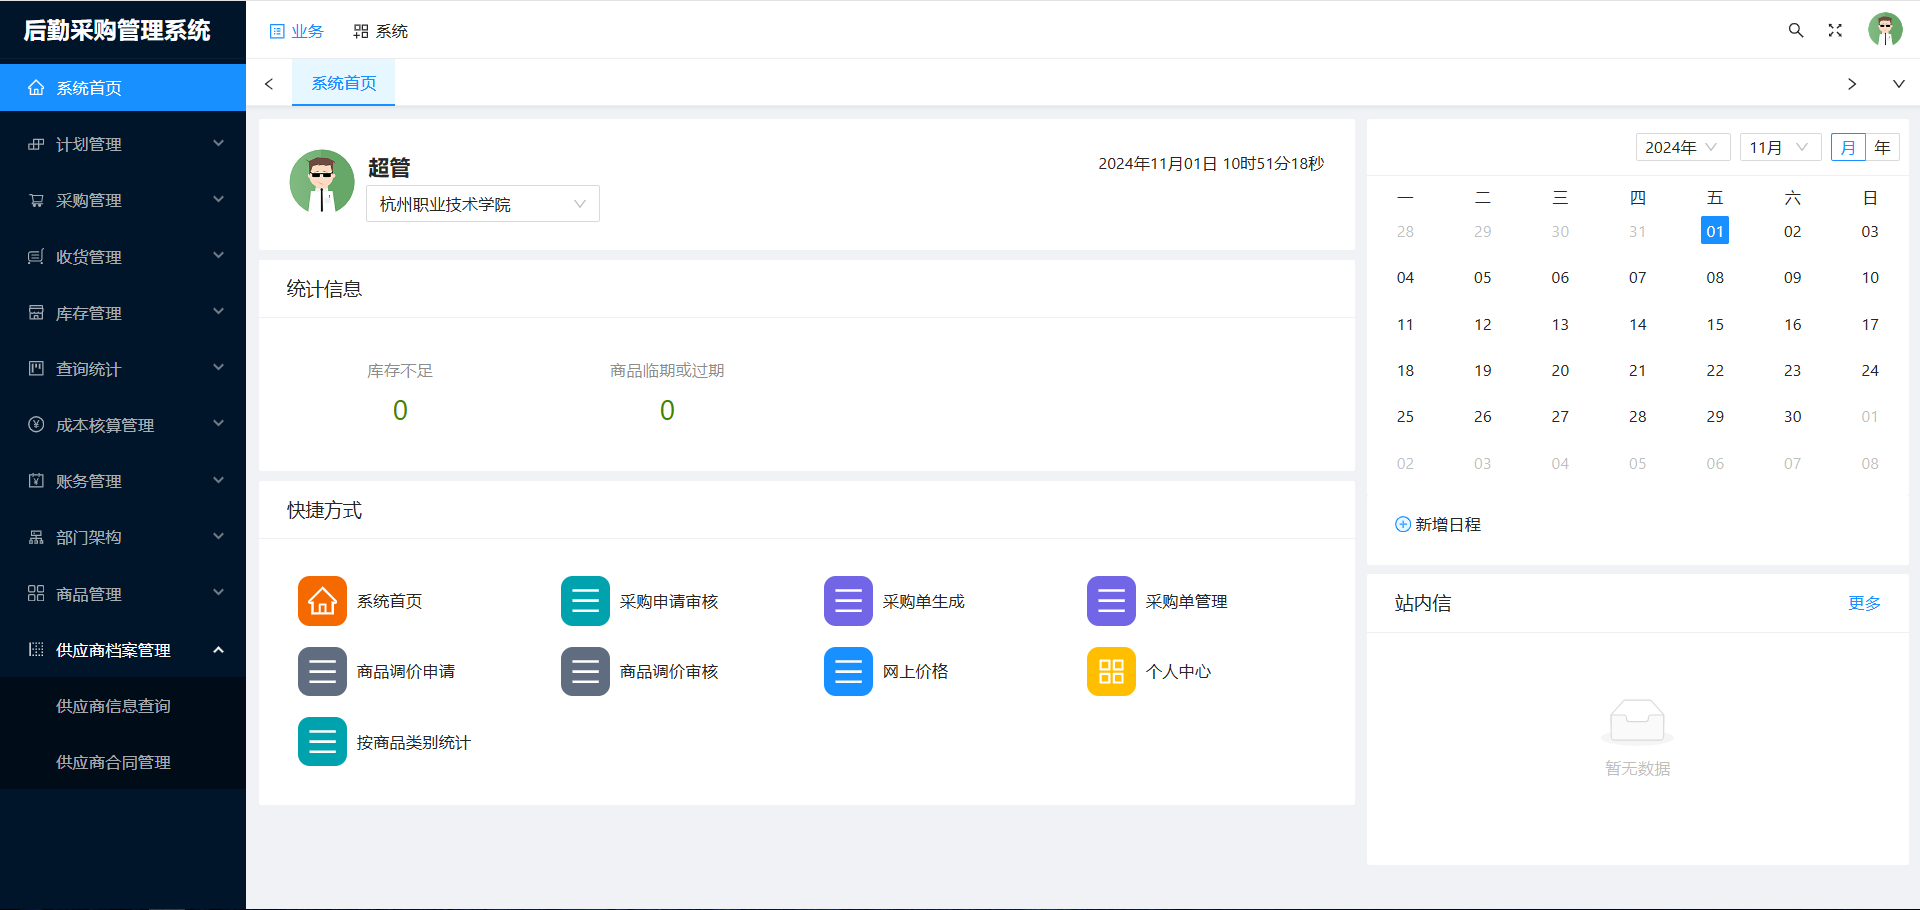 后勤采购管理系统
业务
系统
系统首页
系统首页
计划管理
采购管理
收货管理
库存管理
查询统计
成本核算管理
账务管理
部门架构
商品管理
供应商档案管理
供应商信息查询
供应商合同管理
超管
杭州职业技术学院
2024年11月01日 10时51分18秒
统计信息
库存不足
0
商品临期或过期
0
快捷方式
系统首页
采购申请审核
采购单生成
采购单管理
商品调价申请
商品调价审核
网上价格
个人中心
按商品类别统计
2024年
11月
月
年
一 二 三 四 五 六 日
28 29 30 31 01 02 03
04 05 06 07 08 09 10
11 12 13 14 15 16 17
18 19 20 21 22 23 24
25 26 27 28 29 30 01
02 03 04 05 06 07 08
新增日程
站内信
更多
暂无数据